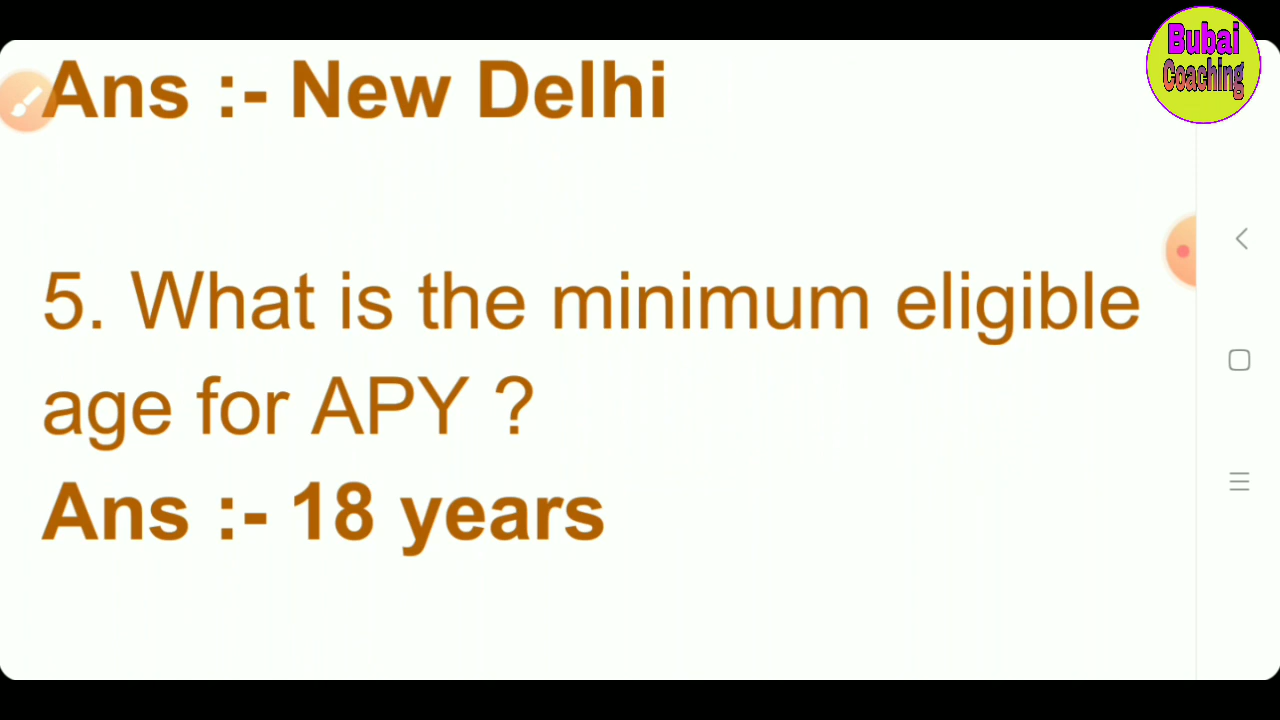 Bubai
Coaching
Ans :- New Delhi
5. What is the minimum eligible
age for APY ?
Ans :- 18 years